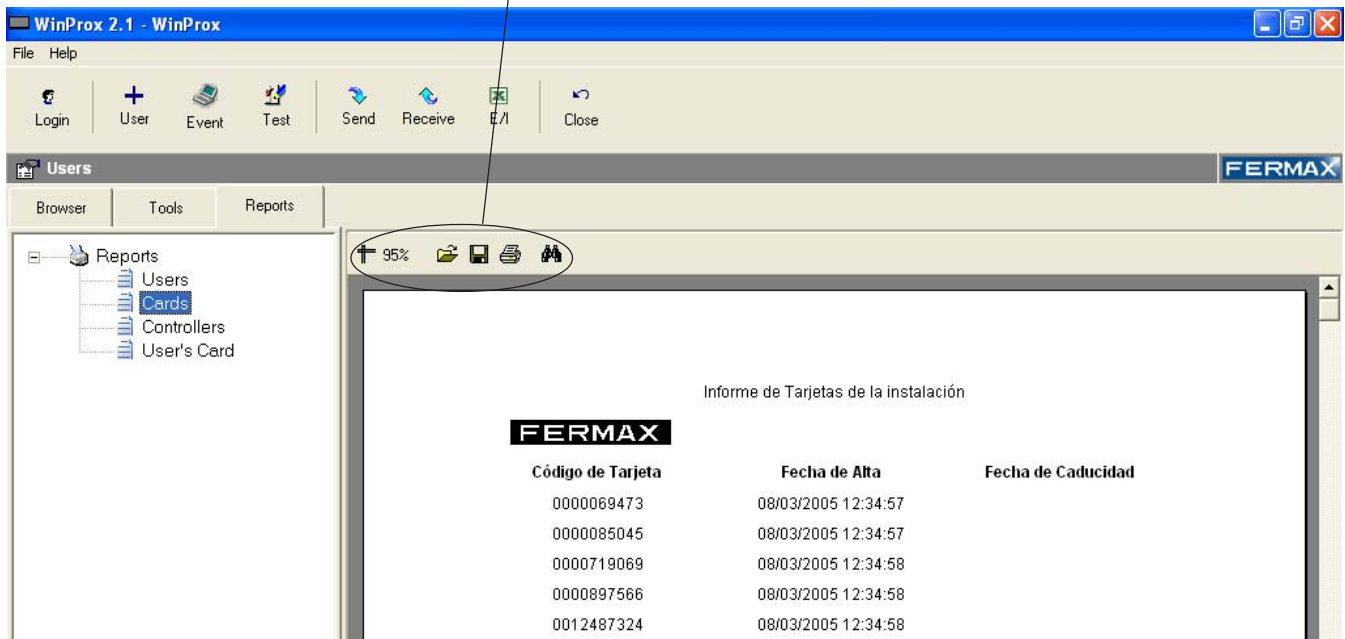 WinProx 2.1 - WinProx
File Help
Login User Event Test Send Receive E/I Close
Users FERMAX
Browser Tools Reports
95%
Reports
Users
Cards
Controllers
User's Card
Informe de Tarjetas de la instalación
FERMAX
Código de Tarjeta Fecha de Alta Fecha de Caducidad
0000069473 08/03/2005 12:34:57
0000085045 08/03/2005 12:34:57
0000719069 08/03/2005 12:34:58
0000897566 08/03/2005 12:34:58
0012487324 08/03/2005 12:34:58